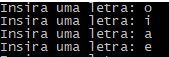 Insira uma letra: o
Insira uma letra: i
Insira uma letra: a
Insira uma letra: e